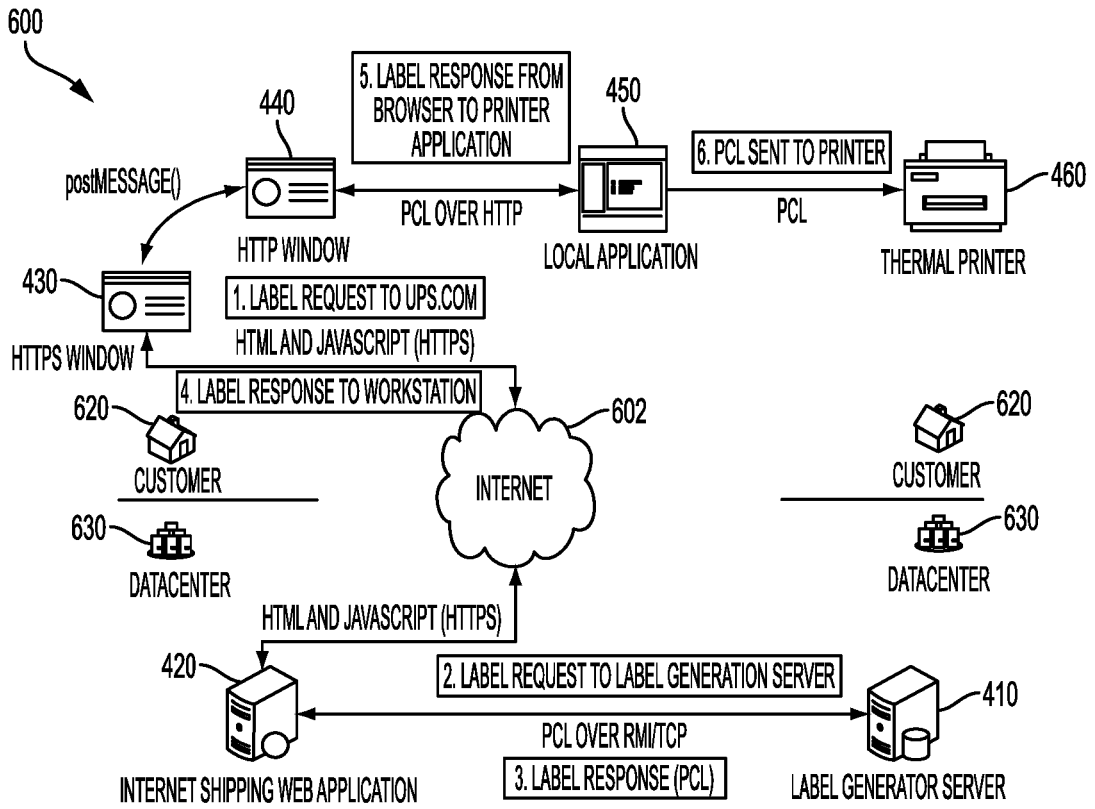 600
5. LABEL RESPONSE FROM
BROWSER TO PRINTER
APPLICATION
440
450
6. PCL SENT TO PRINTER
460
postMESSAGE()
PCL OVER HTTP
PCL
HTTP WINDOW
LOCAL APPLICATION
THERMAL PRINTER
430
1. LABEL REQUEST TO UPS.COM
HTML AND JAVASCRIPT (HTTPS)
HTTPS WINDOW
4. LABEL RESPONSE TO WORKSTATION
620
602
620
CUSTOMER
INTERNET
CUSTOMER
630
630
DATACENTER
DATACENTER
HTML AND JAVASCRIPT (HTTPS)
420
2. LABEL REQUEST TO LABEL GENERATION SERVER
410
PCL OVER RMI/TCP
INTERNET SHIPPING WEB APPLICATION
3. LABEL RESPONSE (PCL)
LABEL GENERATOR SERVER